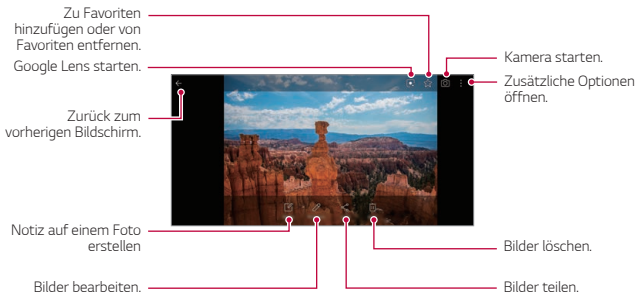 Zu Favoriten
hinzufügen oder von
Favoriten entfernen.
Google Lens starten.
Zurück zum
vorherigen Bildschirm.
Notiz auf einem Foto
erstellen
Bilder bearbeiten.
Kamera starten.
Zusätzliche Optionen
öffnen.
Bilder löschen.
Bilder teilen.